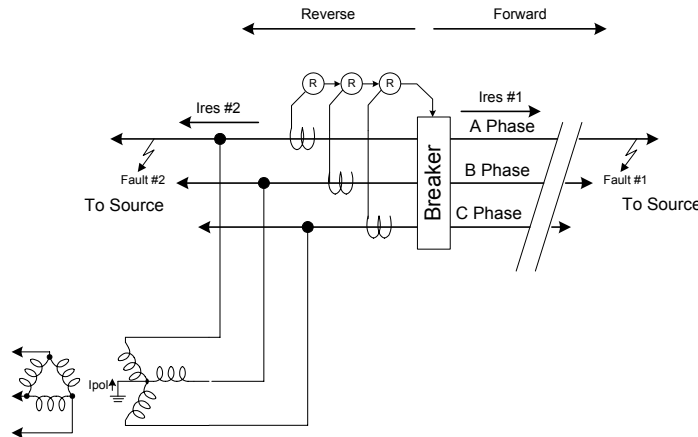 Reverse
Forward
R
R
R
Ires #2
Ires #1
A Phase
Fault #2
Fault #1
B Phase
To Source
To Source
C Phase
Breaker
Ipol